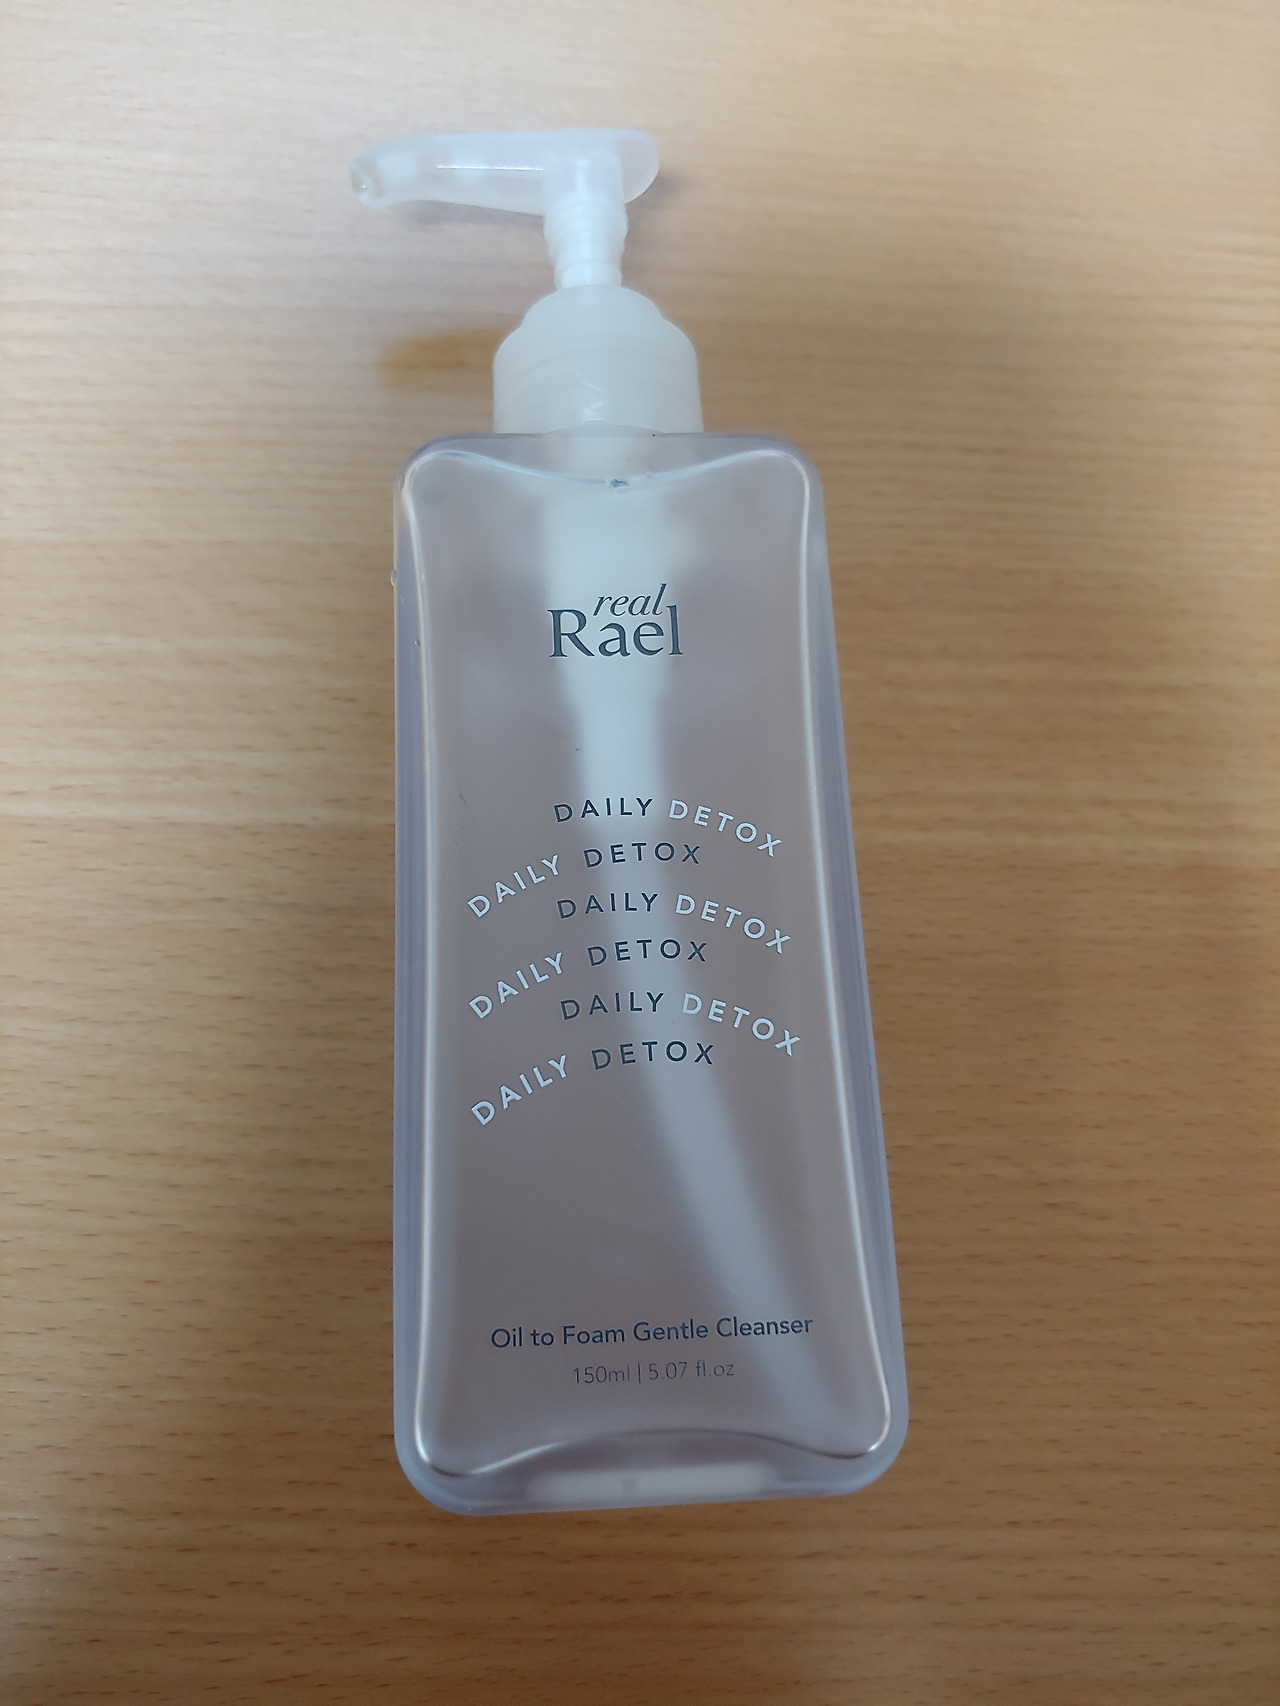 real
Rael
DAILY DETOX
DAILY DETOX
DAILY DETOX
DAILY DETOX
DAILY DETOX
DAILY DETOX
Oil to Foam Gentle Cleanser
150ml | 5.07 fl.oz